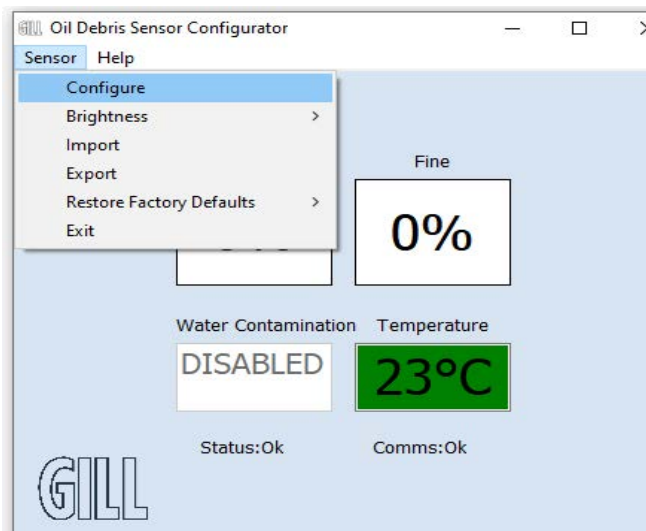 GILL Oil Debris Sensor Configurator
Sensor Help
Configure
Brightness >
Import
Export
Restore Factory Defaults >
Exit
Fine
0%
Water Contamination Temperature
DISABLED 23°C
Status:Ok Comms:Ok
GILL